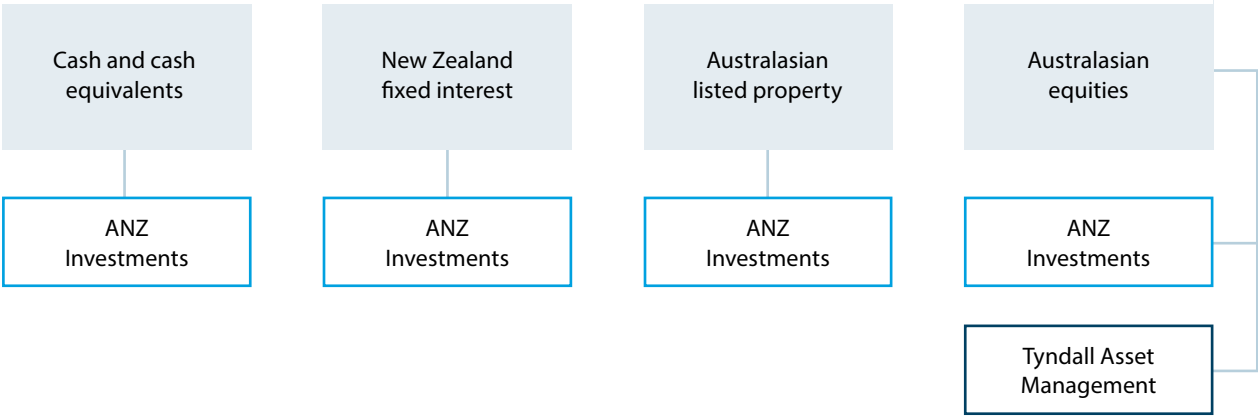 Cash and cash
equivalents
New Zealand
fixed interest
Australasian
listed property
Australasian
equities
ANZ
Investments
ANZ
Investments
ANZ
Investments
ANZ
Investments
Tyndall Asset
Management